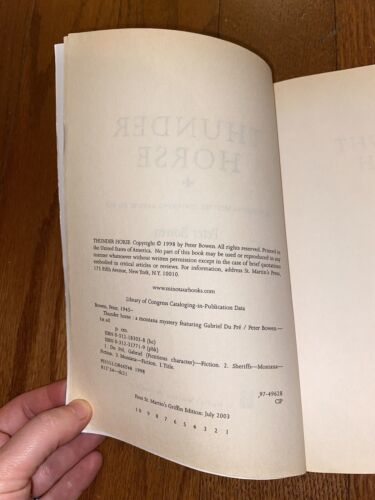 THUNDER HORSE. Copyright © 1998 by Peter Bowen. All rights reserved. Printed in
the United States of America. No part of this book may be used or reproduced in any
manner whatsoever without written permission except in the case of brief quotations
embodied in critical articles or reviews. For information, address St. Martin's Press,
175 Fifth Avenue, New York, N.Y. 10010.
www.minotaurbooks.com
Library of Congress Cataloging-in-Publication Data
Bowen, Peter, 1945–
Thunder horse : a montana mystery featuring Gabriel Du Pré / Peter Bowen.—
1st ed.
p. cm.
ISBN 0-312-18303-8 (hc)
ISBN 0-312-31271-9 (pbk)
1. Du Pré, Gabriel (Fictitious character)—Fiction. 2. Sheriffs—Montana—
Fiction. 3. Montana—Fiction. I. Title.
1998
97-49628
CIP
First St. Martin's Griffin Edition: July 2003
10 9 8 7 6 5 4 3 2 1
THUNDER
HORSE
Peter Bowen